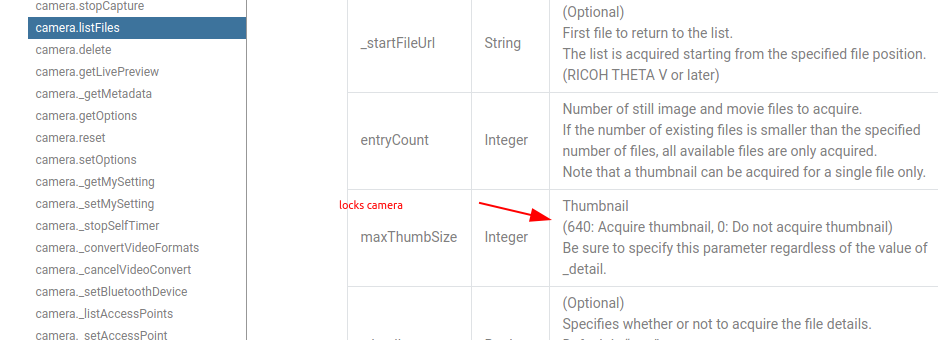 camera.stopCapture
camera.listFiles
camera.delete
camera.getLivePreview
camera._getMetadata
camera.getOptions
camera.reset
camera.setOptions
camera._getMySetting
camera._setMySetting
camera._stopSelfTimer
camera._convertVideoFormats
camera._cancelVideoConvert
camera._setBluetoothDevice
camera._listAccessPoints
camera._setAccessPoint
_startFileUrl
String
(Optional)
First file to return to the list.
The list is acquired starting from the specified file position.
(RICOH THETA V or later)
entryCount
Integer
Number of still image and movie files to acquire.
If the number of existing files is smaller than the specified
number of files, all available files are only acquired.
Note that a thumbnail can be acquired for a single file only.
locks camera
maxThumbSize
Integer
Thumbnail
(640: Acquire thumbnail, 0: Do not acquire thumbnail)
Be sure to specify this parameter regardless of the value of
_detail.
(Optional)
Specifies whether or not to acquire the file details.